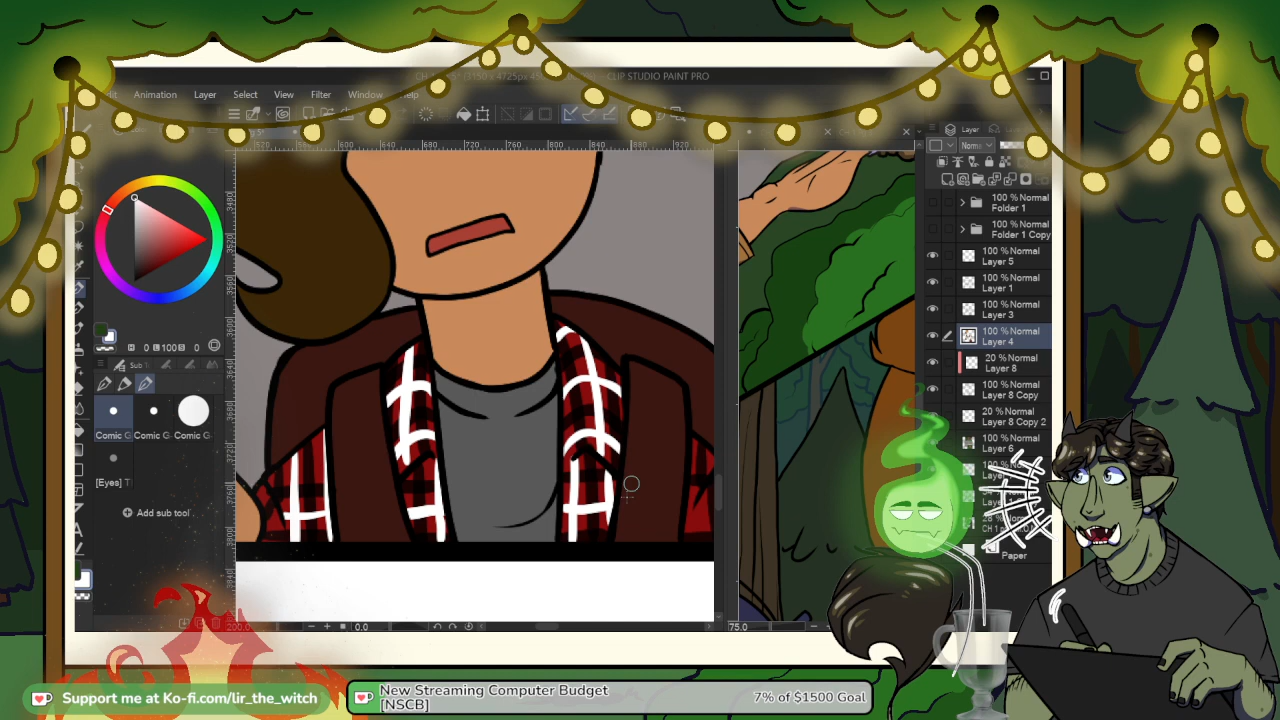 CLIP STUDIO PAINT PRO
Animation Layer Select View Filter Window
Layer
100 %Normal
Folder 1
100 %Normal
Folder 1 Copy
100 %Normal
Layer 5
100 %Normal
Layer 1
100 %Normal
Layer 3
100 %Normal
Layer 4
20 %Normal
Layer 8
100 %Normal
Layer 8 Copy
20 %Normal
Layer 8 Copy 2
100 %Normal
Layer 6
Paper
H 0 L 100 S 0
Comic G Comic G Comic G
[Eyes] T
Add sub tool
0.0
75.0
Support me at Ko-fi.com/lir_the_witch
New Streaming Computer Budget
[NSCB]
7% of $1500 Goal